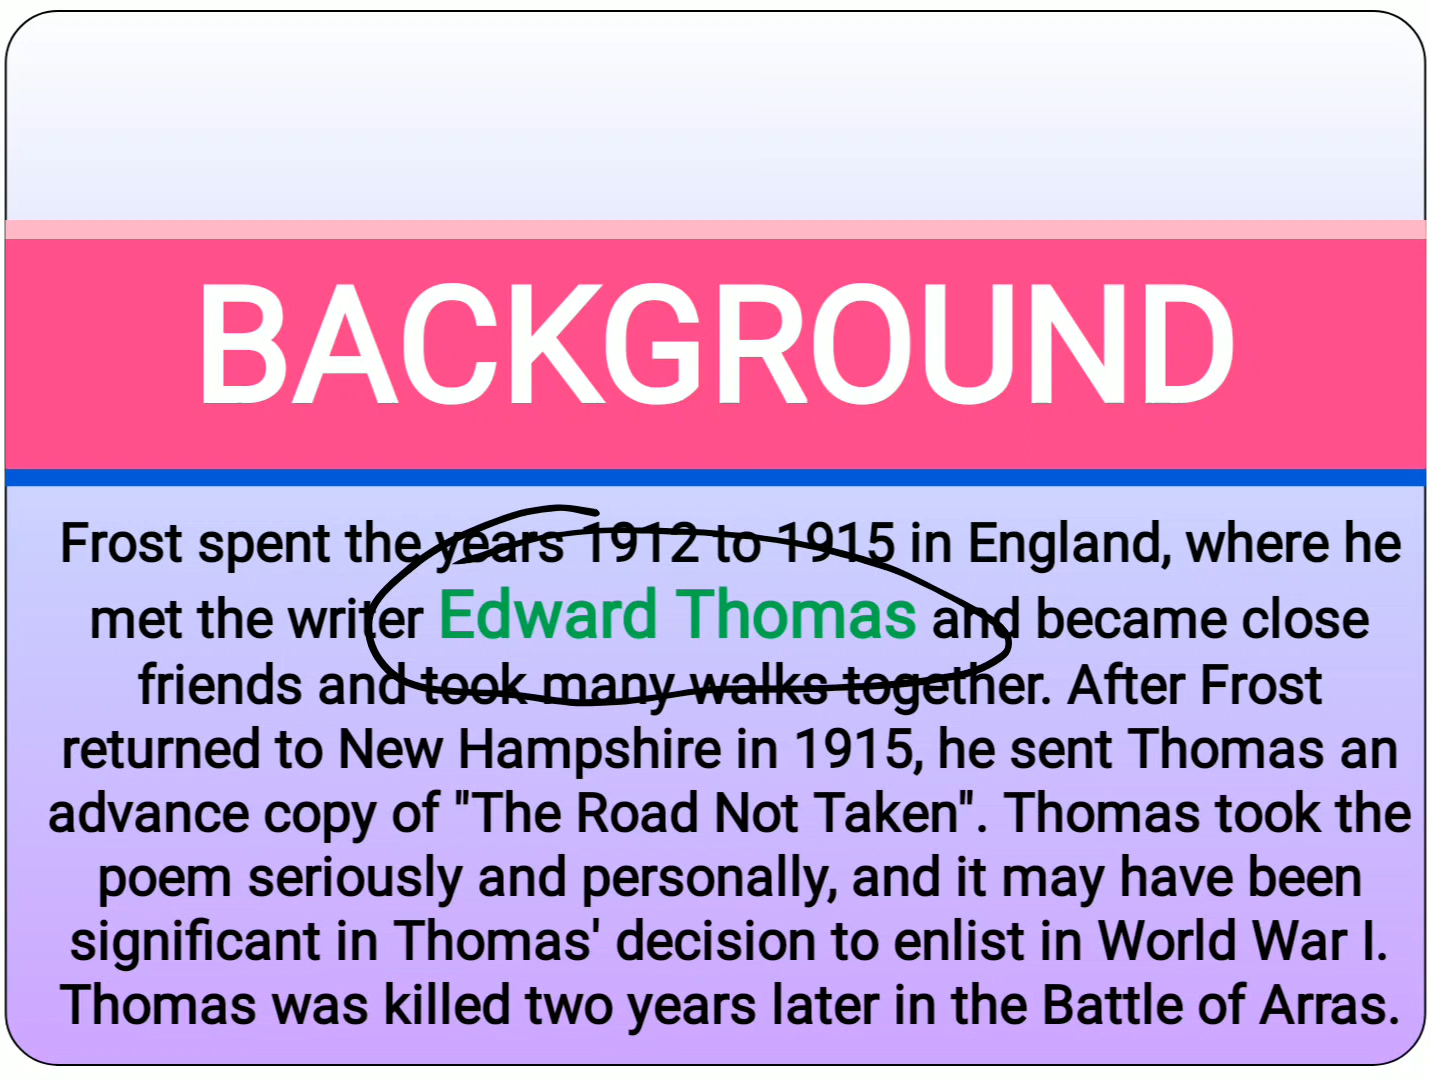 BACKGROUND
Frost spent the years 1912 to 1915 in England, where he
met the writer Edward Thomas and became close
friends and took many walks together. After Frost
returned to New Hampshire in 1915, he sent Thomas an
advance copy of "The Road Not Taken". Thomas took the
poem seriously and personally, and it may have been
significant in Thomas' decision to enlist in World War I.
Thomas was killed two years later in the Battle of Arras.